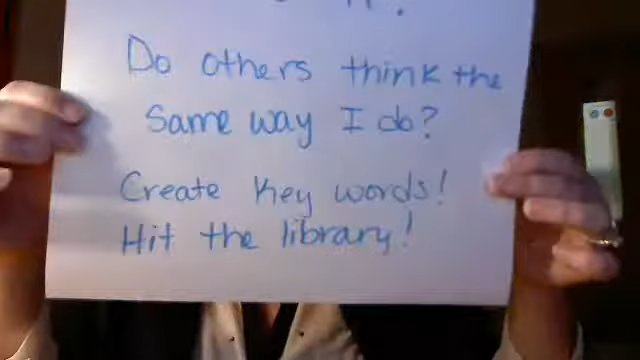 Do others think the
Same way I do?
Create Key words!
Hit the library!